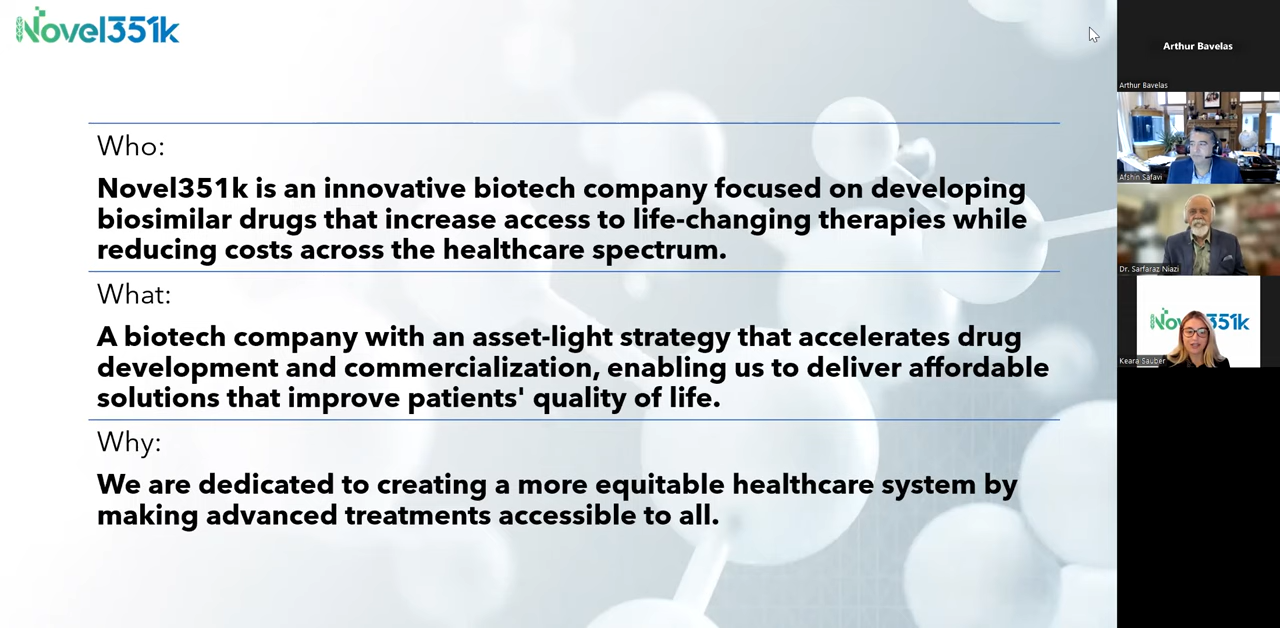 Novel351k
Who:
Novel351k is an innovative biotech company focused on developing
biosimilar drugs that increase access to life-changing therapies while
reducing costs across the healthcare spectrum.
What:
A biotech company with an asset-light strategy that accelerates drug
development and commercialization, enabling us to deliver affordable
solutions that improve patients' quality of life.
Why:
We are dedicated to creating a more equitable healthcare system by
making advanced treatments accessible to all.
Arthur Bavelas
Arthur Bavelas
Afshin Safavi
Dr. Sarfaraz Niazi
Nov 351k
Keara Sauber